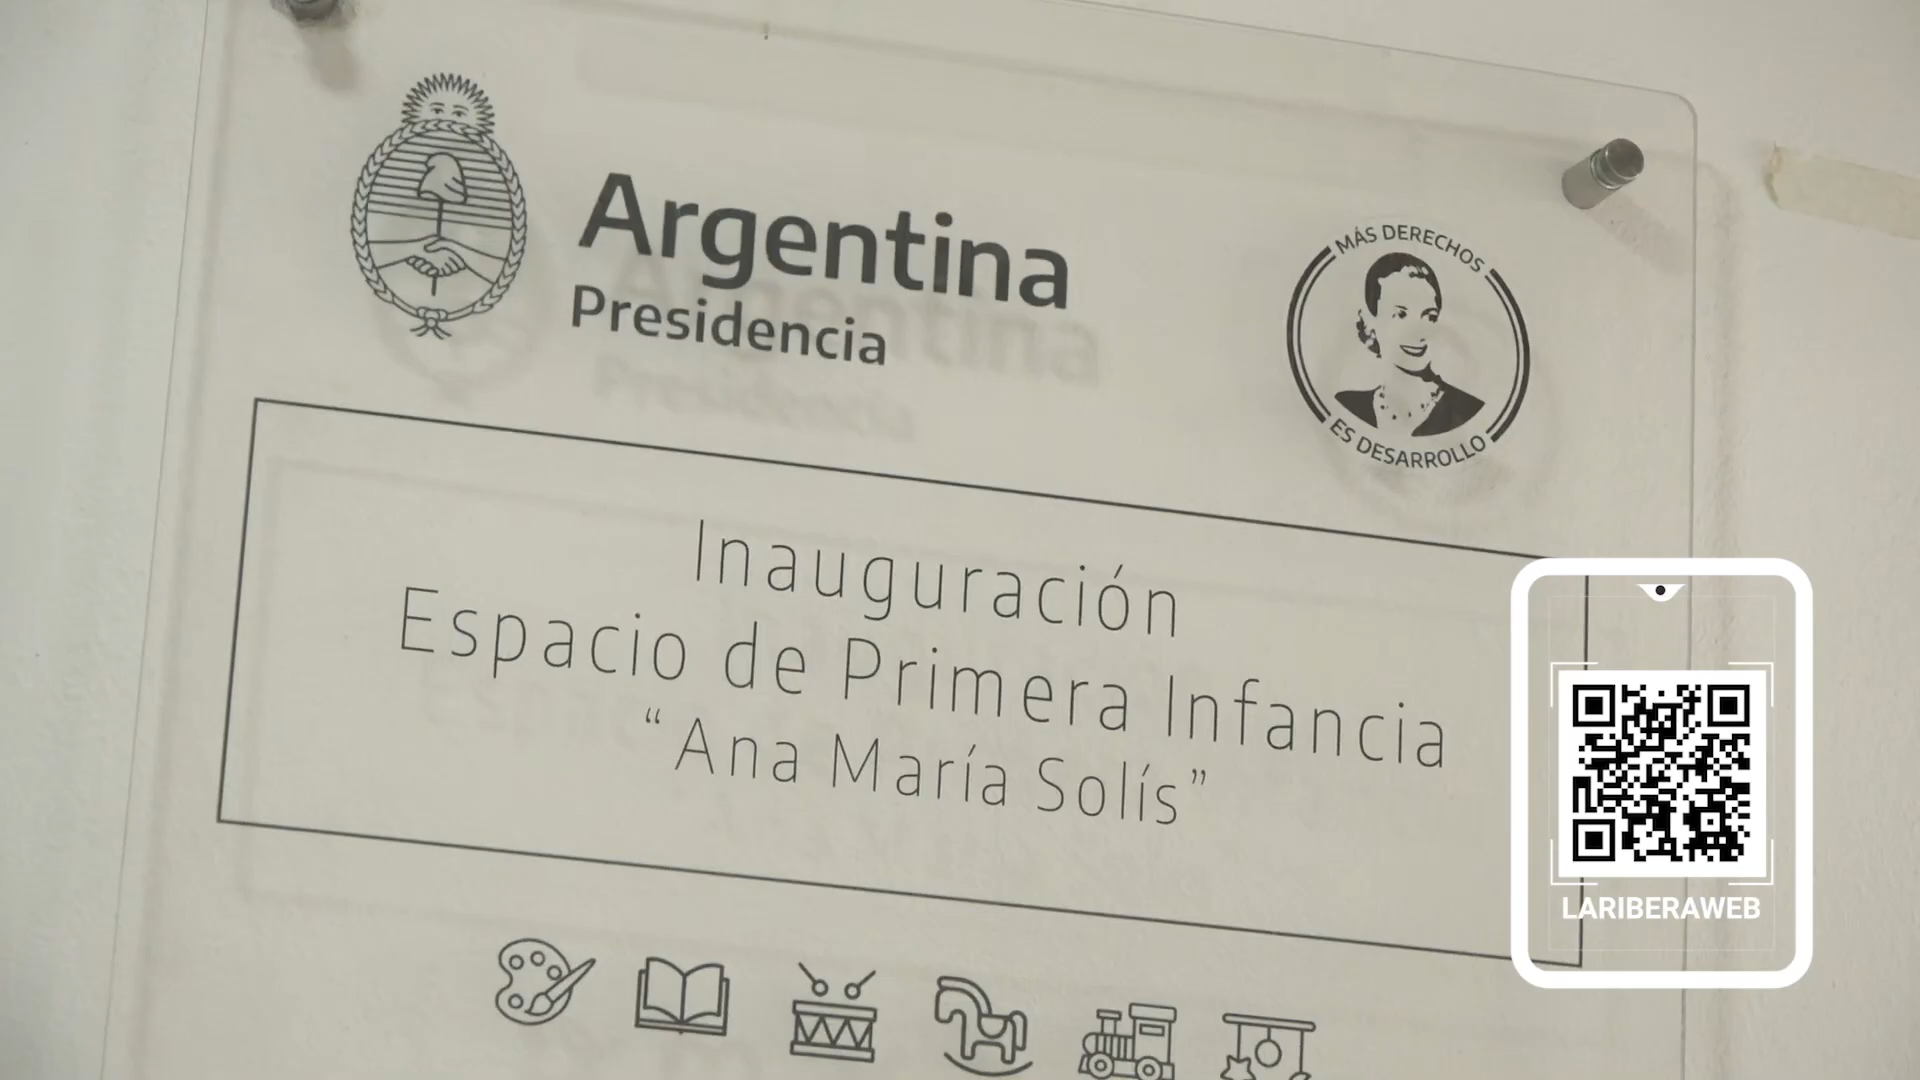 Argentina
Presidencia
MÁS DERECHOS
ES DESARROLLO
Inauguración
Espacio de Primera Infancia
“Ana María Solís”
LARIBERAWEB